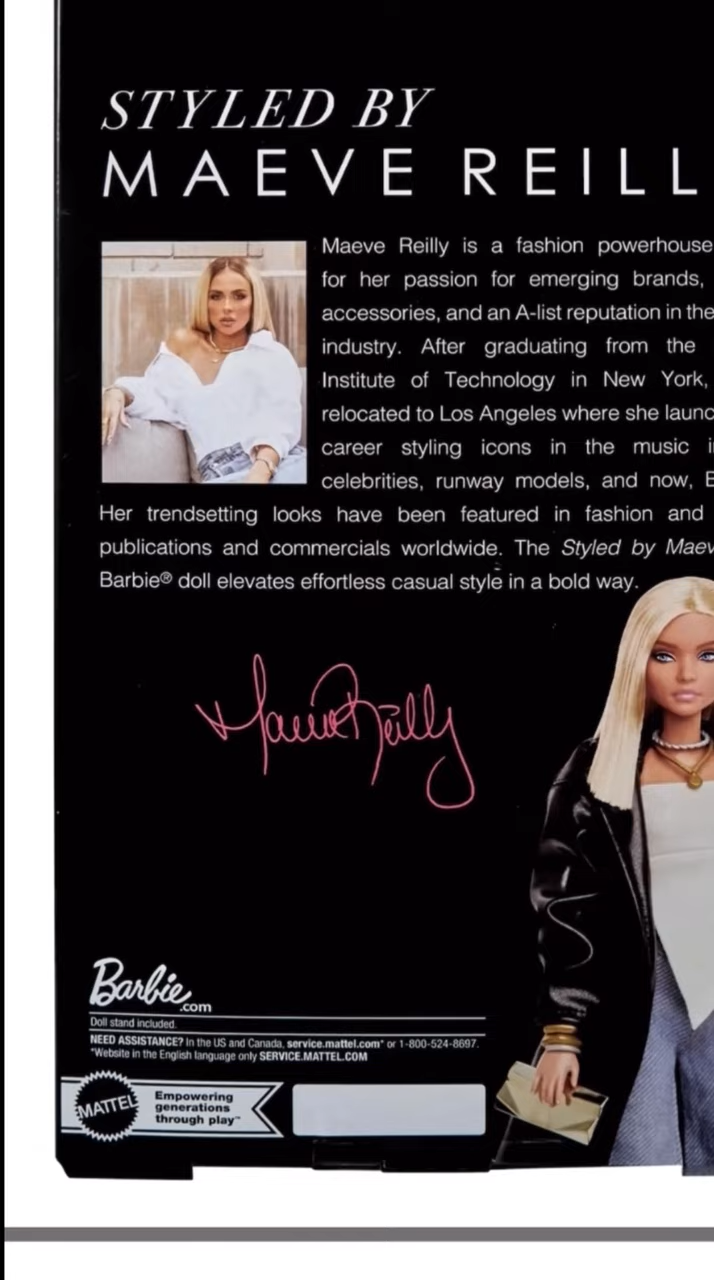 STYLED BY
MAEVE REILL
Maeve Reilly is a fashion powerhouse
for her passion for emerging brands,
accessories, and an A-list reputation in the
industry. After graduating from the
Institute of Technology in New York,
relocated to Los Angeles where she launc
career styling icons in the music i
celebrities, runway models, and now, B
Her trendsetting looks have been featured in fashion and
publications and commercials worldwide. The Styled by Maev
Barbie® doll elevates effortless casual style in a bold way.
Maeve Reilly
Barbie.com
Doll stand included.
NEED ASSISTANCE? In the US and Canada, service.mattel.com* or 1-800-524-8697.
*Website in the English language only SERVICE.MATTEL.COM
MATTEL
Empowering
generations
through play™